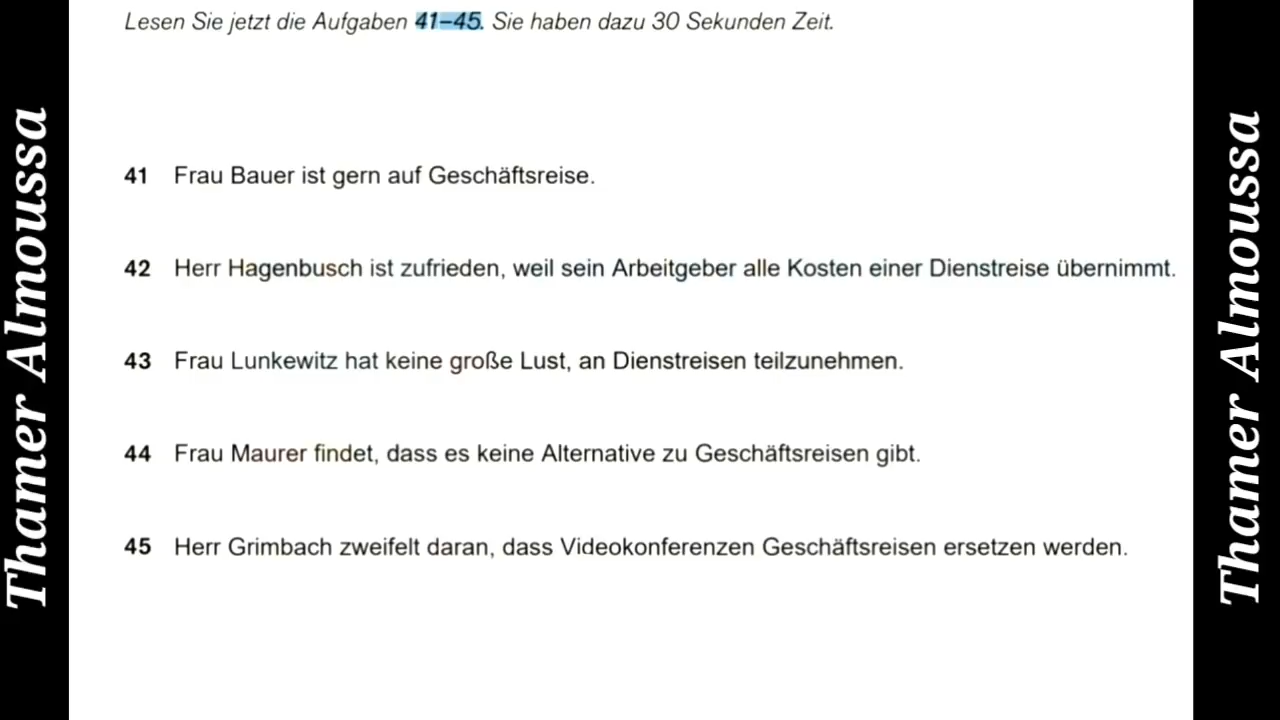 Lesen Sie jetzt die Aufgaben 41–45. Sie haben dazu 30 Sekunden Zeit.
41 Frau Bauer ist gern auf Geschäftsreise.
42 Herr Hagenbusch ist zufrieden, weil sein Arbeitgeber alle Kosten einer Dienstreise übernimmt.
43 Frau Lunkewitz hat keine große Lust, an Dienstreisen teilzunehmen.
44 Frau Maurer findet, dass es keine Alternative zu Geschäftsreisen gibt.
45 Herr Grimbach zweifelt daran, dass Videokonferenzen Geschäftsreisen ersetzen werden.
Thamer Almoussa
Thamer Almoussa